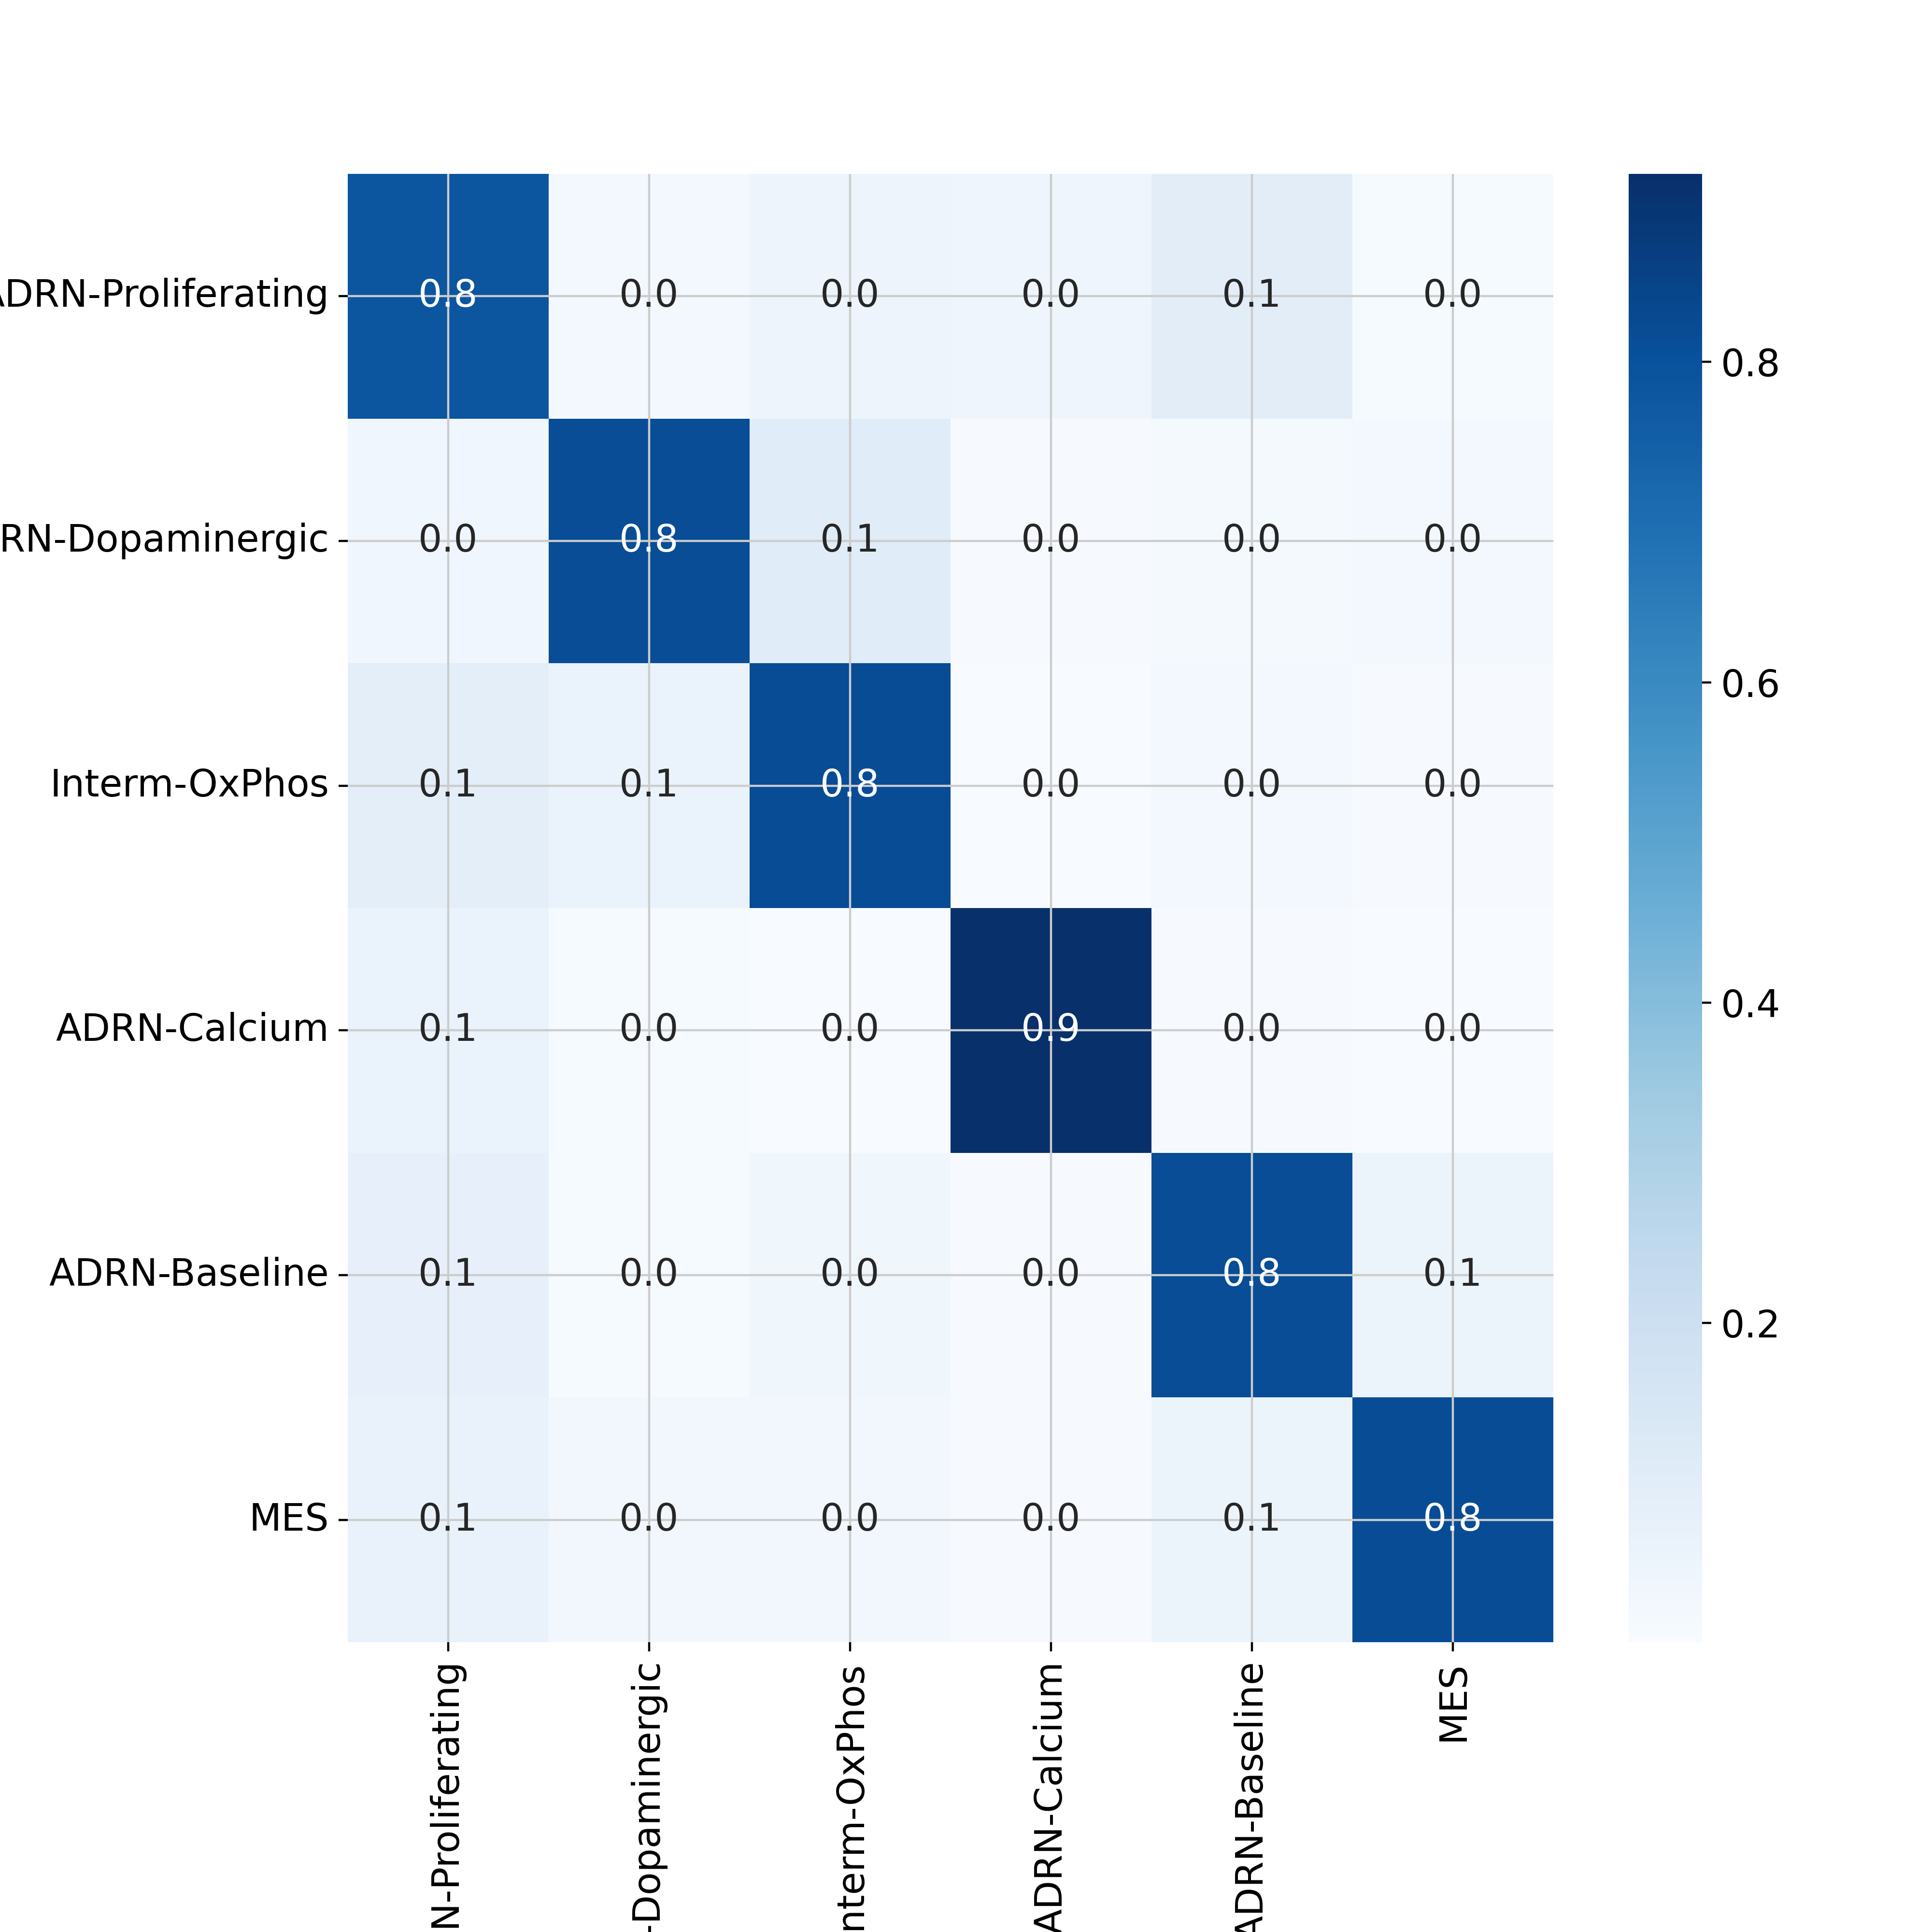 ADRN-Proliferating 0.8 0.0 0.0 0.0 0.1 0.0
RN-Dopaminergic 0.0 0.8 0.1 0.0 0.0 0.0
Interm-OxPhos 0.1 0.1 0.8 0.0 0.0 0.0
ADRN-Calcium 0.1 0.0 0.0 0.9 0.0 0.0
ADRN-Baseline 0.1 0.0 0.0 0.0 0.8 0.1
MES 0.1 0.0 0.0 0.0 0.1 0.8
N-Proliferating
-Dopaminergic
nterm-OxPhos
ADRN-Calcium
ADRN-Baseline
MES
0.8
0.6
0.4
0.2